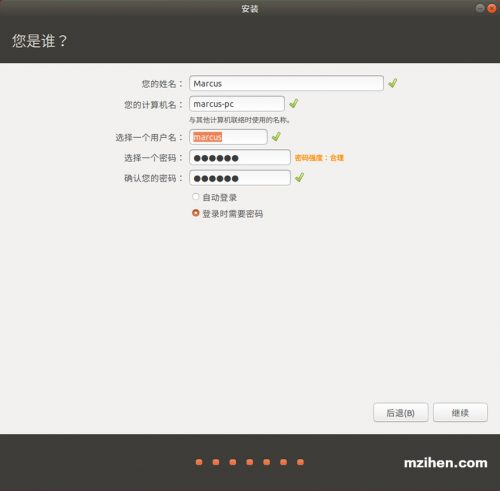 安装
您是谁？
您的姓名： Marcus
您的计算机名： marcus-pc
与其他计算机联络时使用的名称。
选择一个用户名： marcus
选择一个密码： ●●●●●● 密码强度：合理
确认您的密码： ●●●●●●
自动登录
登录时需要密码
后退(B) 继续
mzihen.com